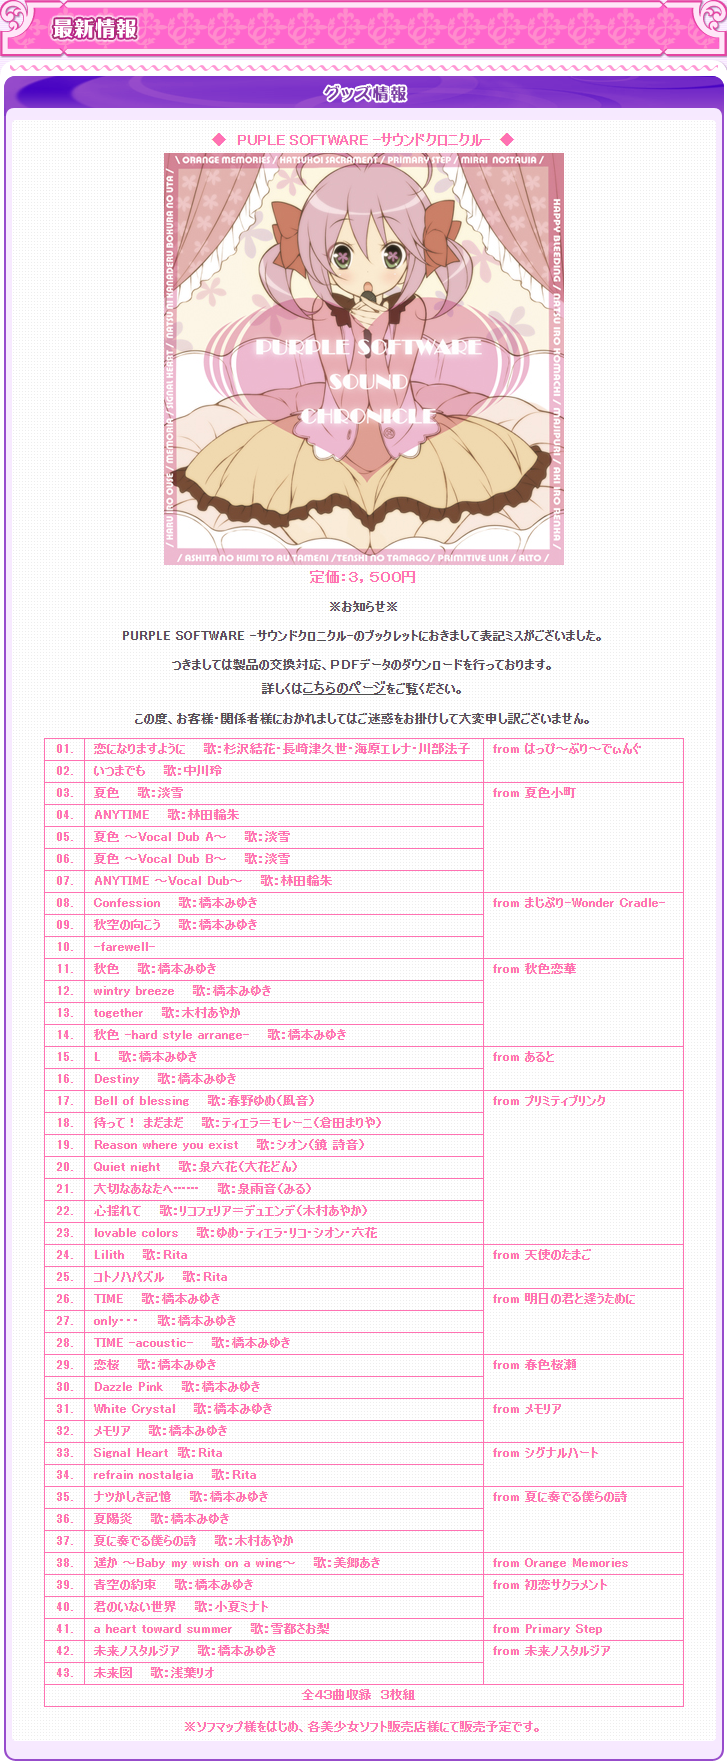 最新情報
グッズ情報
◆ PUPLE SOFTWARE -サウンドクロニクル- ◆
\ ORANGE MEMORIES / HATSUKOI SACRAMENT / PRIMARY STEP / MIRAI NOSTALIA /
HAPPY BLEEDING / NATSU IRO KOMACHI / MAJIPURI / AKI IRO RENKA /
/ HARU IRO OUSE / MEMORIA / SIGNAL HEART / NATSU NI KANADERU BOKURA NO UTA /
PURPLE SOFTWARE
SOUND
CHRONICLE
/ ASHITA NO KIMI TO AU TAMENI /TENSHI NO TAMAGO/ PRIMITIVE LINK / ALTO /
定価：３，５００円
※お知らせ※
PURPLE SOFTWARE -サウンドクロニクル-のブックレットにおきまして表記ミスがございました。
つきましては製品の交換対応、ＰＤＦデータのダウンロードを行っております。
詳しくはこちらのページをご覧ください。
この度、お客様・関係者様におかれましてはご迷惑をお掛けして大変申し訳ございません。
01. 恋になりますように 歌：杉沢結花・長崎津久世・海原エレナ・川部法子 from はっぴ～ぶり～でぃんぐ
02. いつまでも 歌：中川玲
03. 夏色 歌：淡雪 from 夏色小町
04. ANYTIME 歌：林田輪朱
05. 夏色 ～Vocal Dub A～ 歌：淡雪
06. 夏色 ～Vocal Dub B～ 歌：淡雪
07. ANYTIME ～Vocal Dub～ 歌：林田輪朱
08. Confession 歌：橋本みゆき from まじぷり-Wonder Cradle-
09. 秋空の向こう 歌：橋本みゆき
10. -farewell-
11. 秋色 歌：橋本みゆき from 秋色恋華
12. wintry breeze 歌：橋本みゆき
13. together 歌：木村あやか
14. 秋色 -hard style arrange- 歌：橋本みゆき
15. L 歌：橋本みゆき from あると
16. Destiny 歌：橋本みゆき
17. Bell of blessing 歌：春野ゆめ（風音） from プリミティブリンク
18. 待って！ まだまだ 歌：ティエラ＝モレーニ（倉田まりや）
19. Reason where you exist 歌：シオン（鏡 詩音）
20. Quiet night 歌：泉六花（大花どん）
21. 大切なあなたへ…… 歌：泉雨音（みる）
22. 心揺れて 歌：リコフェリア＝デュエンデ（木村あやか）
23. lovable colors 歌：ゆめ・ティエラ・リコ・シオン・六花
24. Lilith 歌：Rita from 天使のたまご
25. コトノハパズル 歌：Rita
26. TIME 歌：橋本みゆき from 明日の君と逢うために
27. only・・・ 歌：橋本みゆき
28. TIME -acoustic- 歌：橋本みゆき
29. 恋桜 歌：橋本みゆき from 春色桜瀬
30. Dazzle Pink 歌：橋本みゆき
31. White Crystal 歌：橋本みゆき from メモリア
32. メモリア 歌：橋本みゆき
33. Signal Heart 歌：Rita from シグナルハート
34. refrain nostalgia 歌：Rita
35. ナツかしき記憶 歌：橋本みゆき from 夏に奏でる僕らの詩
36. 夏陽炎 歌：橋本みゆき
37. 夏に奏でる僕らの詩 歌：木村あやか
38. 遥か ～Baby my wish on a wing～ 歌：美郷あき from Orange Memories
39. 青空の約束 歌：橋本みゆき from 初恋サクラメント
40. 君のいない世界 歌：小夏ミナト
41. a heart toward summer 歌：雪都さお梨 from Primary Step
42. 未来ノスタルジア 歌：橋本みゆき from 未来ノスタルジア
43. 未来図 歌：浅葉リオ
全４３曲収録 ３枚組
※ソフマップ様をはじめ、各美少女ソフト販売店様にて販売予定です。